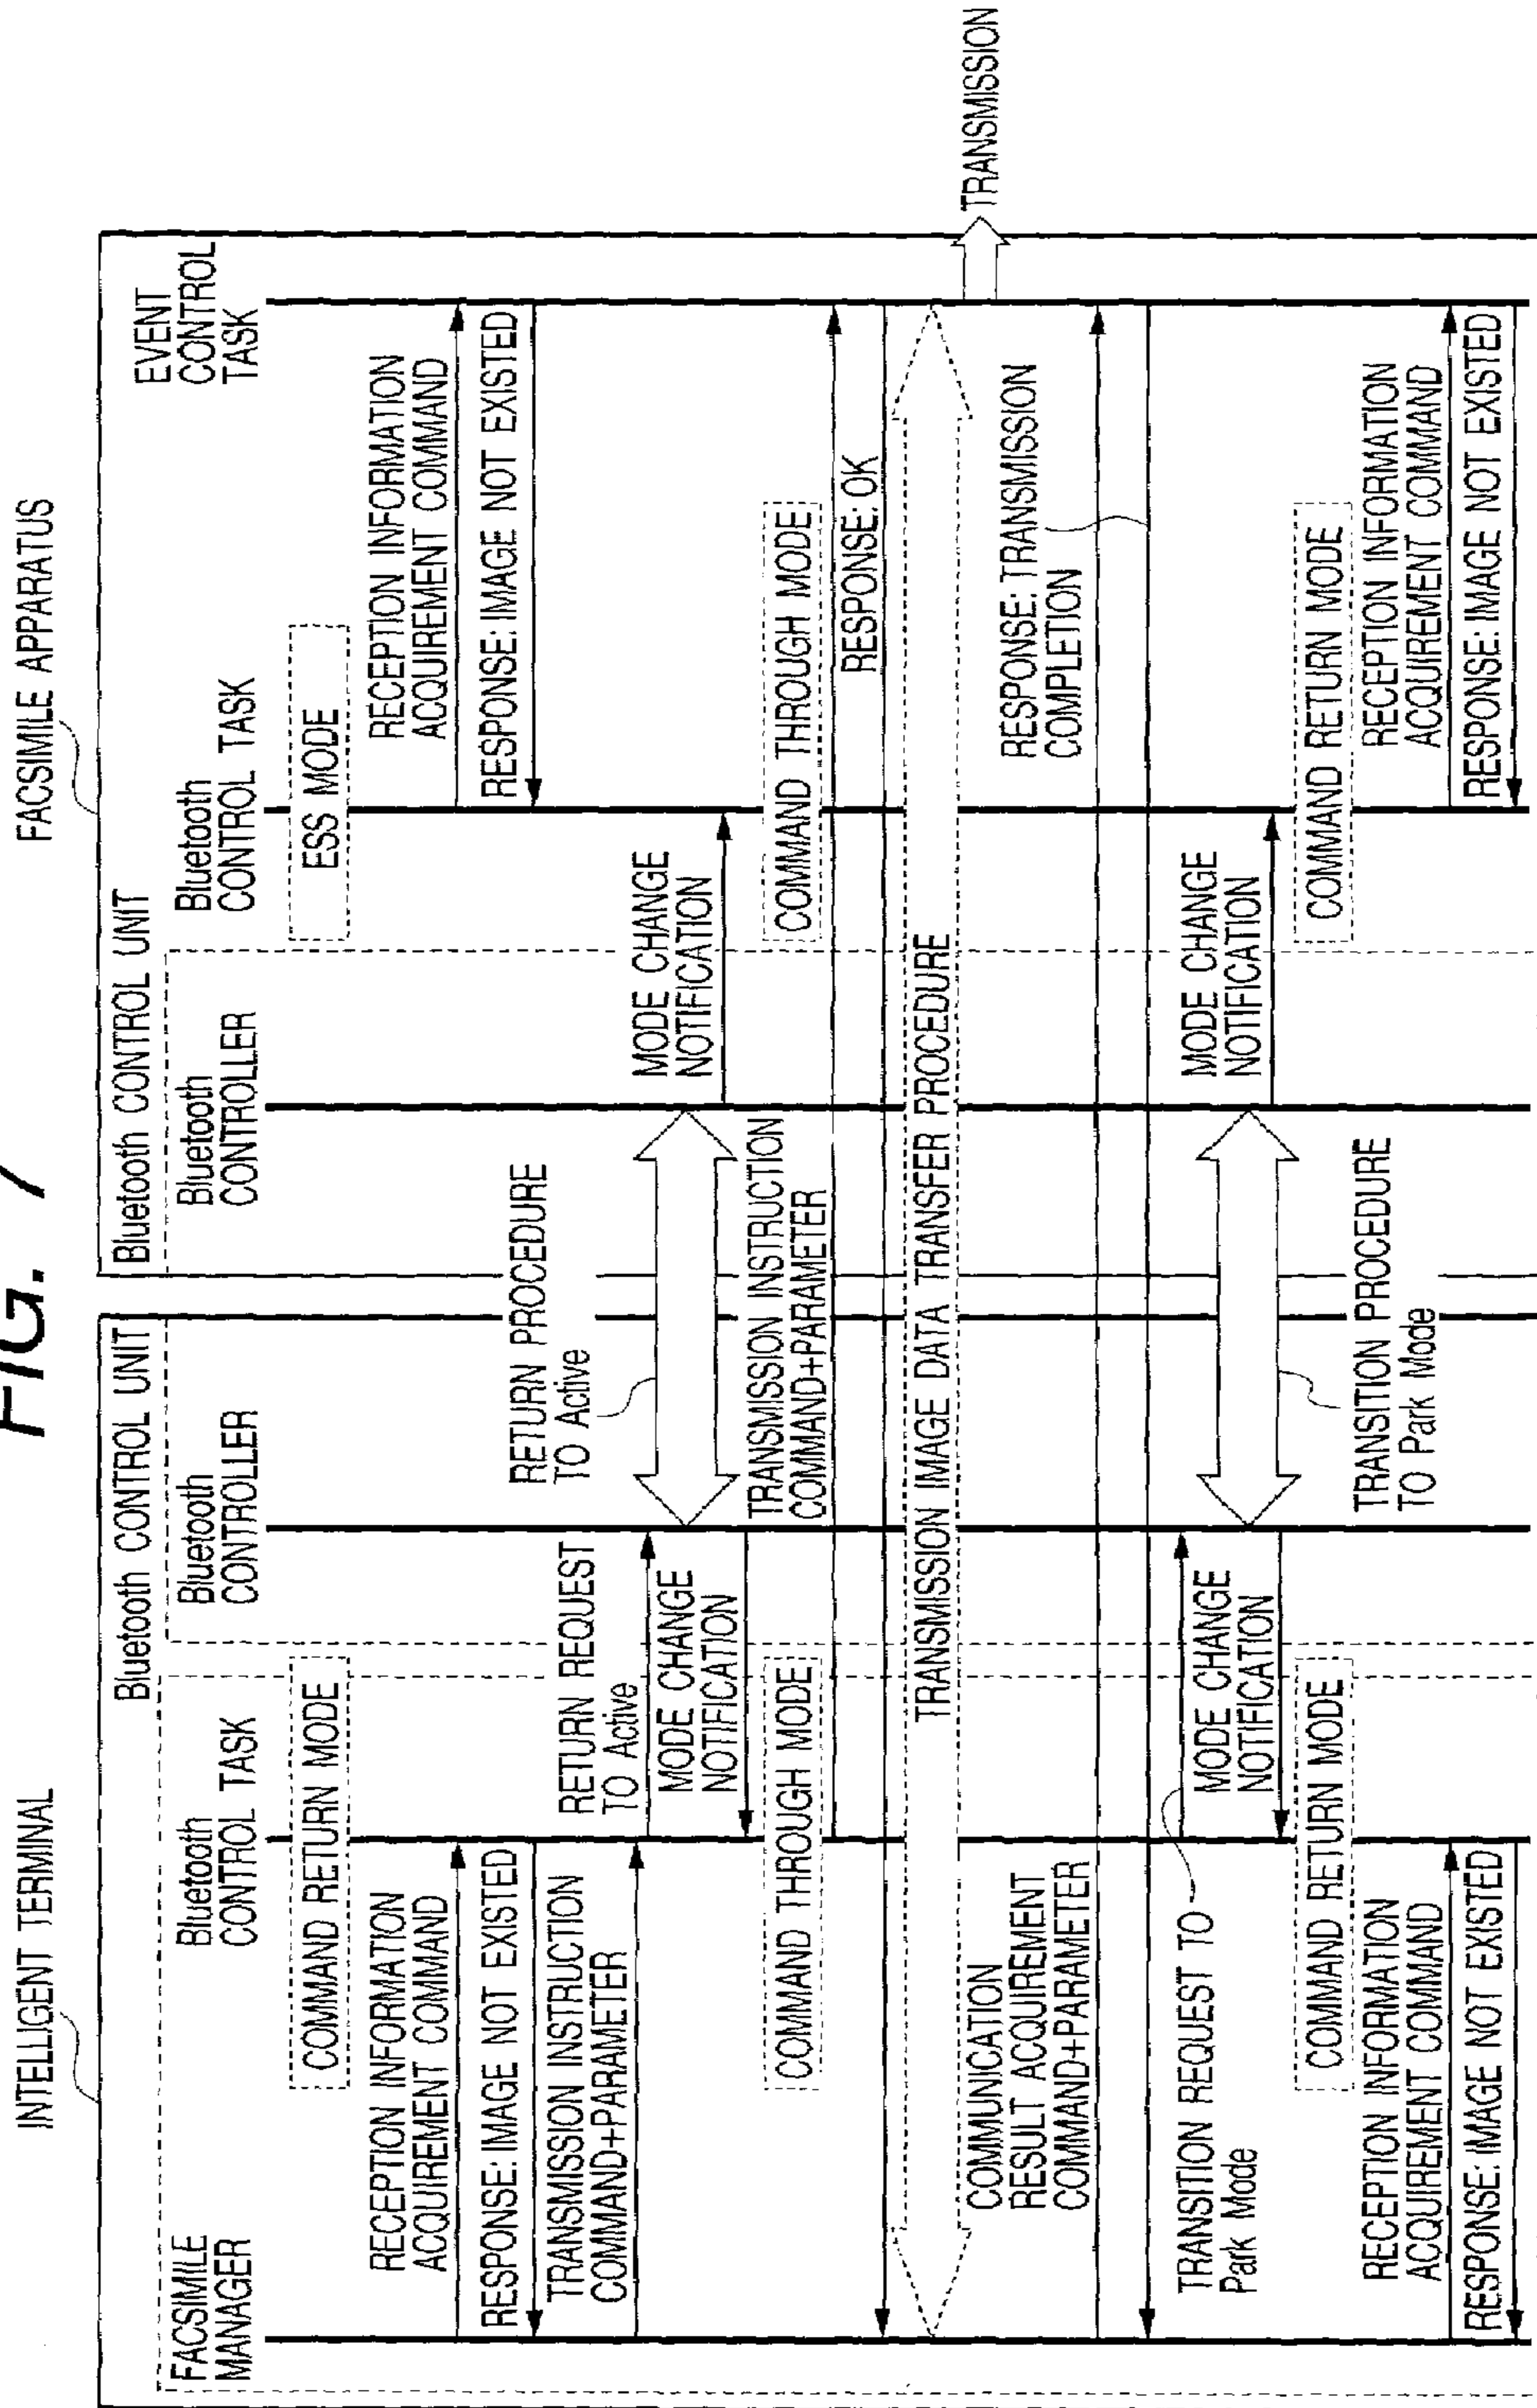 FIG. 7
INTELLIGENT TERMINAL
FACSIMILE APPARATUS
Bluetooth CONTROL UNIT
Bluetooth CONTROL UNIT
FACSIMILE
MANAGER
Bluetooth
CONTROL TASK
Bluetooth
CONTROLLER
Bluetooth
CONTROLLER
Bluetooth
CONTROL TASK
EVENT
CONTROL
TASK
COMMAND RETURN MODE
ESS MODE
RECEPTION INFORMATION
ACQUIREMENT COMMAND
RECEPTION INFORMATION
ACQUIREMENT COMMAND
RESPONSE: IMAGE NOT EXISTED
RESPONSE: IMAGE NOT EXISTED
TRANSMISSION INSTRUCTION
COMMAND+PARAMETER
RETURN REQUEST
TO Active
RETURN PROCEDURE
TO Active
MODE CHANGE
NOTIFICATION
MODE CHANGE
NOTIFICATION
TRANSMISSION INSTRUCTION
COMMAND+PARAMETER
COMMAND THROUGH MODE
COMMAND THROUGH MODE
RESPONSE: OK
TRANSMISSION IMAGE DATA TRANSFER PROCEDURE
TRANSMISSION
COMMUNICATION
RESULT ACQUIREMENT
COMMAND+PARAMETER
RESPONSE: TRANSMISSION
COMPLETION
TRANSITION REQUEST TO
Park Mode
MODE CHANGE
NOTIFICATION
MODE CHANGE
NOTIFICATION
TRANSITION PROCEDURE
TO Park Mode
COMMAND RETURN MODE
COMMAND RETURN MODE
RECEPTION INFORMATION
ACQUIREMENT COMMAND
RECEPTION INFORMATION
ACQUIREMENT COMMAND
RESPONSE: IMAGE NOT EXISTED
RESPONSE: IMAGE NOT EXISTED